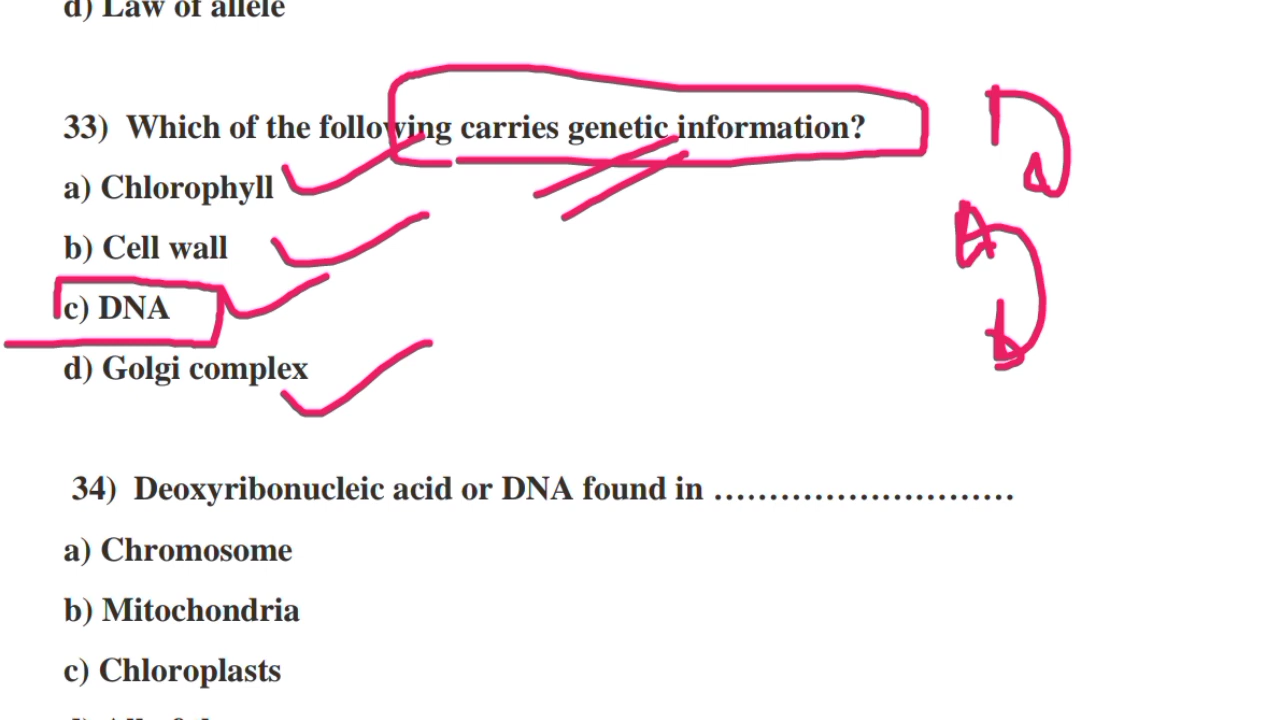 d) Law of allele
33) Which of the following carries genetic information?
a) Chlorophyll
b) Cell wall
c) DNA
d) Golgi complex
34) Deoxyribonucleic acid or DNA found in ...........................
a) Chromosome
b) Mitochondria
c) Chloroplasts